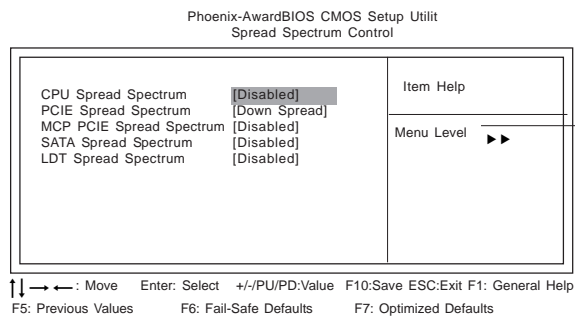 Phoenix-AwardBIOS CMOS Setup Utilit
Spread Spectrum Control
CPU Spread Spectrum [Disabled]
PCIE Spread Spectrum [Down Spread]
MCP PCIE Spread Spectrum [Disabled]
SATA Spread Spectrum [Disabled]
LDT Spread Spectrum [Disabled]
Item Help
Menu Level ▶▶
↑↓→←: Move Enter: Select +/-/PU/PD:Value F10:Save ESC:Exit F1: General Help
F5: Previous Values F6: Fail-Safe Defaults F7: Optimized Defaults